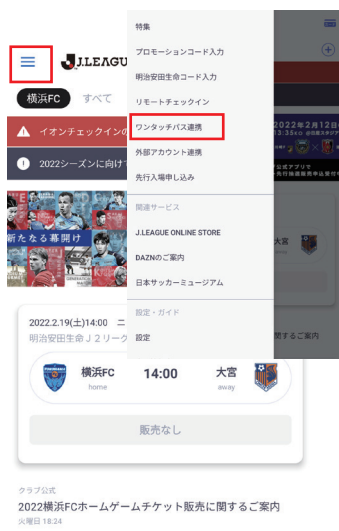 J.LEAGU
横浜FC すべて
イオンチェックインの
2022シーズンに向けて
新たなる幕開け
2022.2.19(土)14:00 ニ
明治安田生命J2リーグ
横浜FC
home
14:00
大宮
away
販売なし
クラブ公式
2022横浜FCホームゲームチケット販売に関するご案内
火曜日 18:24
特集
プロモーションコード入力
明治安田生命コード入力
リモートチェックイン
ワンタッチパス連携
外部アカウント連携
先行入場申し込み
関連サービス
J.LEAGUE ONLINE STORE
DAZNのご案内
日本サッカーミュージアム
設定・ガイド
設定
2022年2月12日
大宮
away
関するご案内